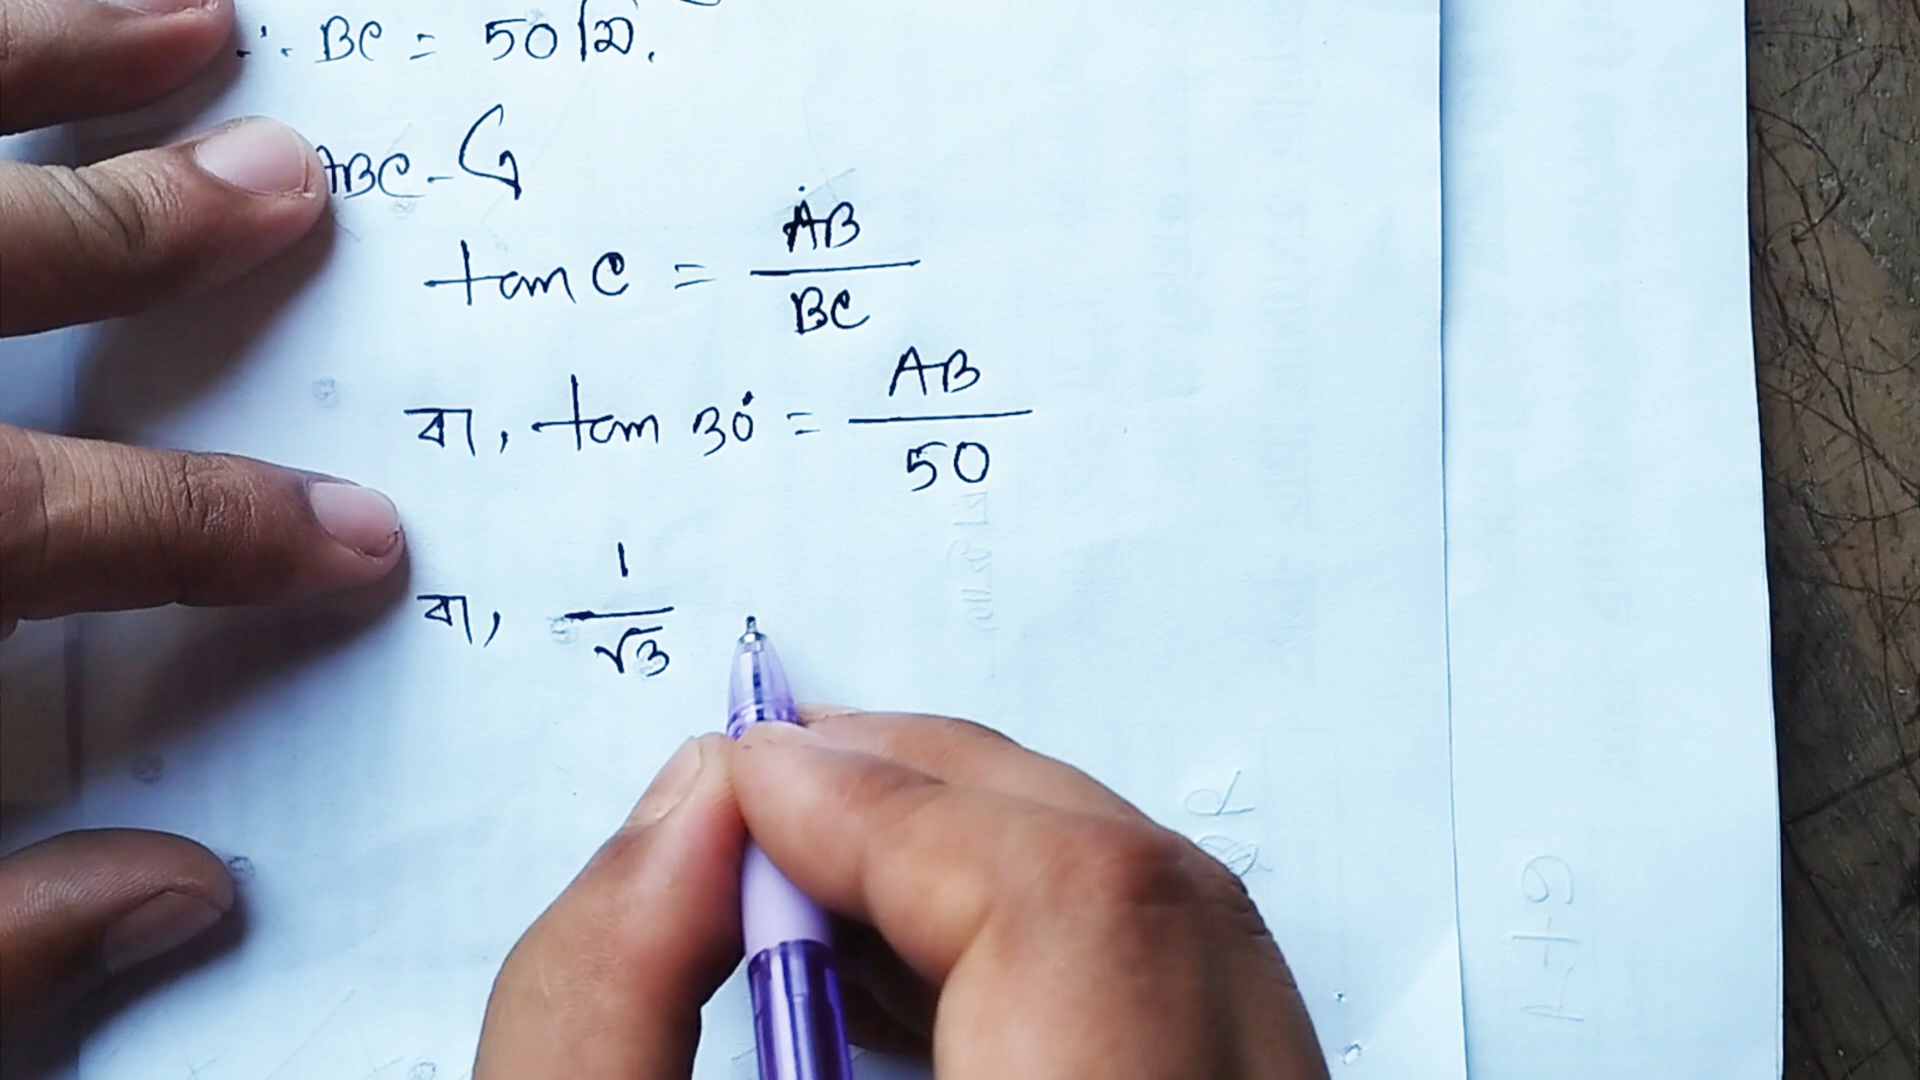 ∴ BC = 50 মি.
ABC-এ
tan C = AB / BC
বা, tan 30° = AB / 50
বা, 1 / √3